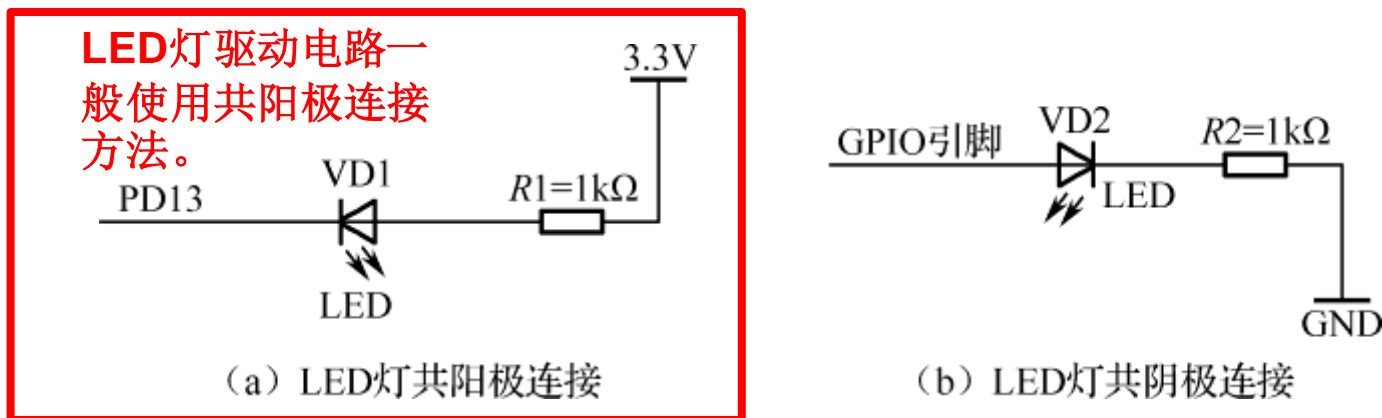 LED灯驱动电路一
般使用共阳极连接
方法。
3.3V
PD13
VD1
R1=1kΩ
LED
（a）LED灯共阳极连接
GPIO引脚
VD2
R2=1kΩ
LED
GND
（b）LED灯共阴极连接